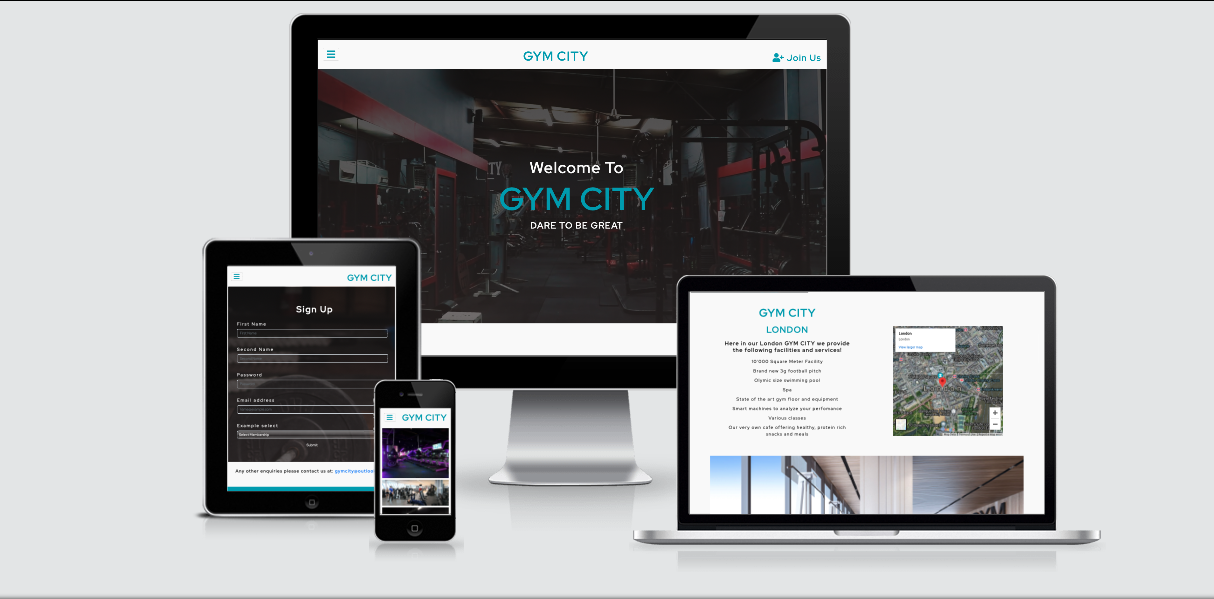 GYM CITY
Join Us
Welcome To
GYM CITY
DARE TO BE GREAT
GYM CITY
Sign Up
First Name
First Name
Second Name
Password
Email address
Example select
Select Membership
Submit
Any other enquiries please contact us at:
GYM CITY
GYM CITY
LONDON
Here in our London GYM CITY we provide
the following facilities and services!
10'000 Square Meter Facility
Brand new 3g football pitch
Olymic size swimming pool
Spa
State of the art gym floor and equipment
Smart machines to analyze your perfomance
Various classes
Our very own cafe offering healthy, protein rich
snacks and meals
London
London
View larger map